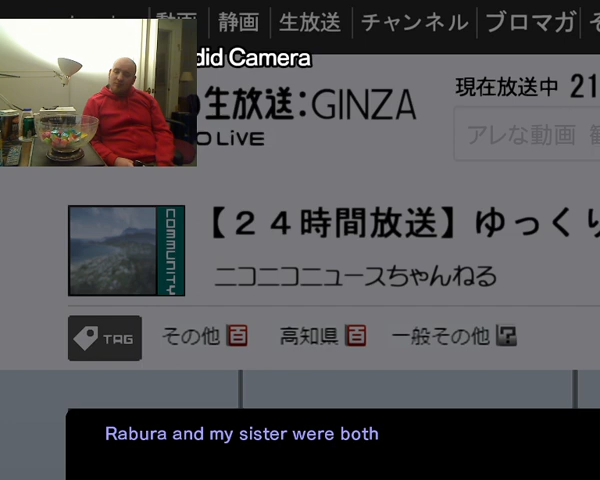 動画 静画 生放送 チャンネル ブロマガ
did Camera
生放送:GINZA
現在放送中 21
O LiVE
アレな動画
【２４時間放送】ゆっくり
COMMUNITY
ニコニコニュースちゃんねる
TAG その他 百 高知県 百 一般その他 ?
Rabura and my sister were both